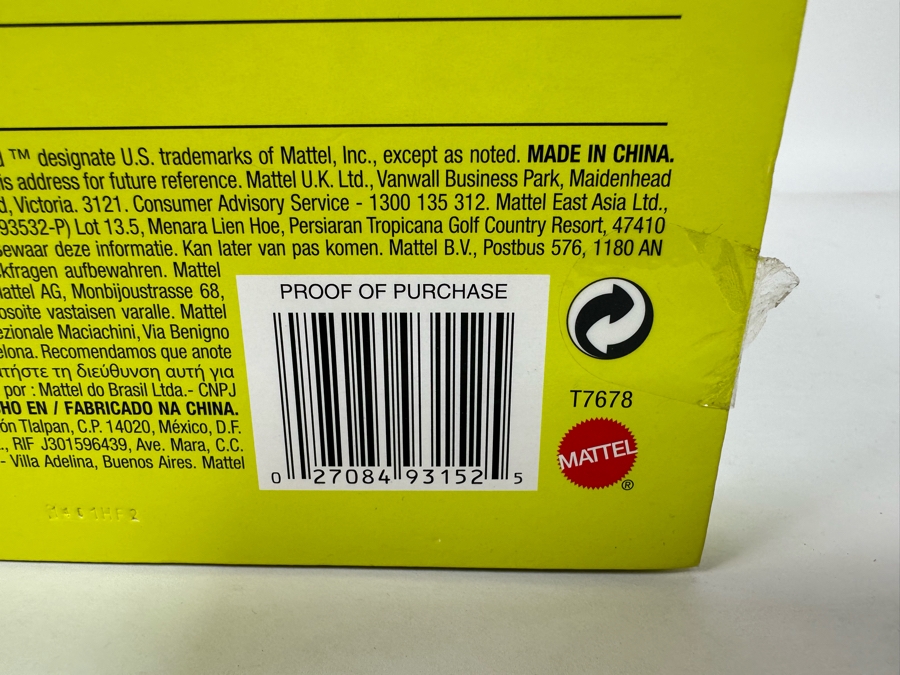 ™ designate U.S. trademarks of Mattel, Inc., except as noted. MADE IN CHINA.
is address for future reference. Mattel U.K. Ltd., Vanwall Business Park, Maidenhead
d, Victoria. 3121. Consumer Advisory Service - 1300 135 312. Mattel East Asia Ltd.,
93532-P) Lot 13.5, Menara Lien Hoe, Persiaran Tropicana Golf Country Resort, 47410
ewaar deze informatie. Kan later van pas komen. Mattel B.V., Postbus 576, 1180 AN
kfragen aufbewahren. Mattel
attel AG, Monbijoustrasse 68,
osoite vastaisen varalle. Mattel
ezionale Maciachini, Via Benigno
elona. Recomendamos que anote
τήστε τη διεύθυνση αυτή για
por : Mattel do Brasil Ltda.- CNPJ
HO EN / FABRICADO NA CHINA.
ón Tlalpan, C.P. 14020, México, D.F.
., RIF J301596439, Ave. Mara, C.C.
- Villa Adelina, Buenos Aires. Mattel
PROOF OF PURCHASE
0 27084 93152 5
T7678
MATTEL
®